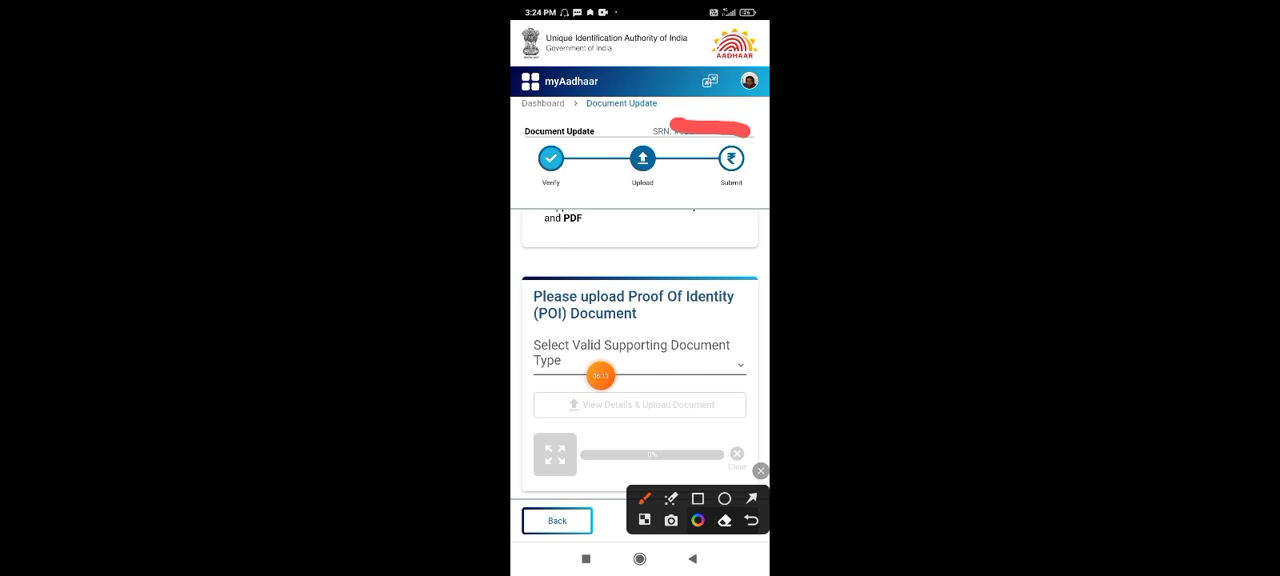 3:24 PM
Unique Identification Authority of India
Government of India
AADHAAR
myAadhaar
Dashboard > Document Update
Document Update
SRN:
Verify
Upload
Submit
and PDF
Please upload Proof Of Identity
(POI) Document
Select Valid Supporting Document
Type
06:13
View Details & Upload Document
0%
Clear
Back